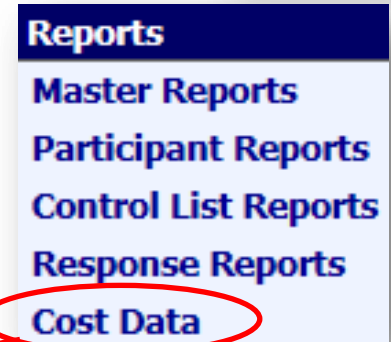 Reports
Master Reports
Participant Reports
Control List Reports
Response Reports
Cost Data